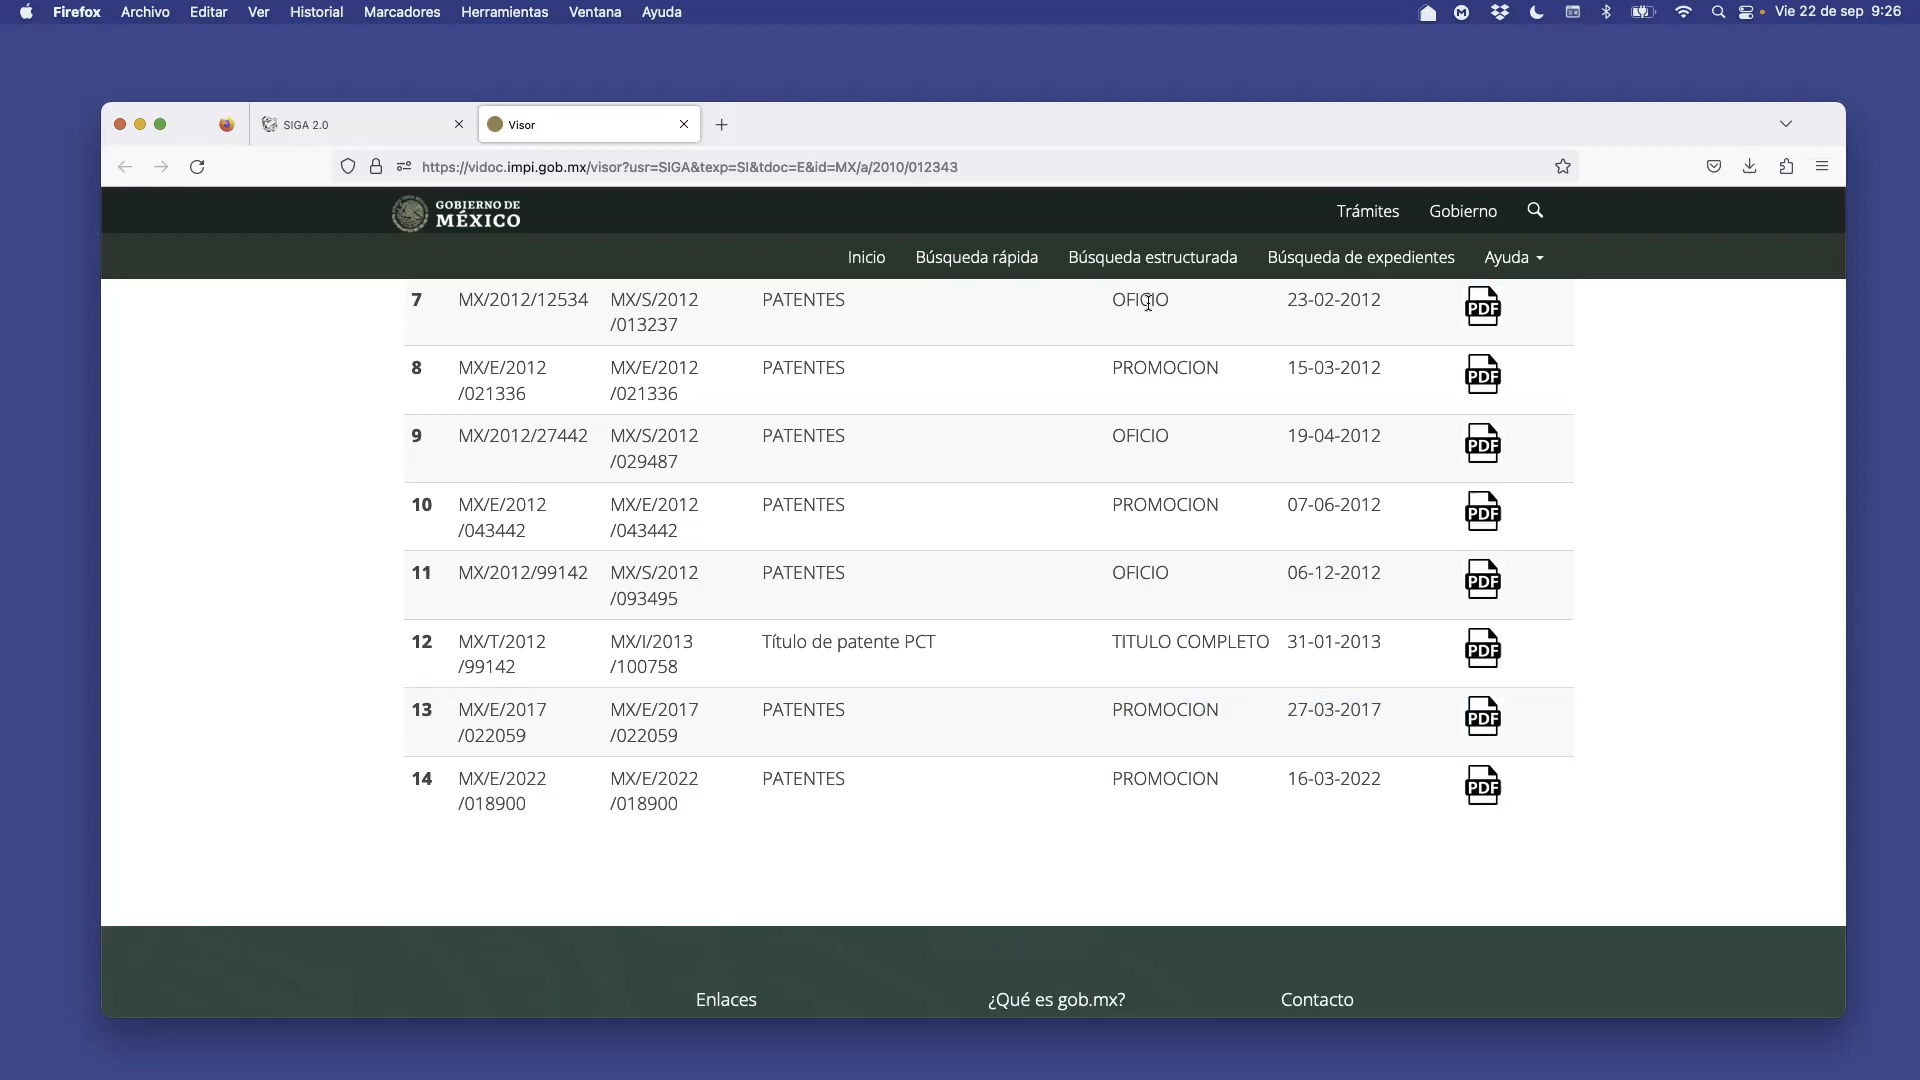 Firefox Archivo Editar Ver Historial Marcadores Herramientas Ventana Ayuda Vie 22 de sep 9:26
SIGA 2.0 Visor
https://vidoc.impi.gob.mx/visor?usr=SIGA&texp=SI&tdoc=E&id=MX/a/2010/012343
GOBIERNO DE
MÉXICO
Trámites Gobierno
Inicio Búsqueda rápida Búsqueda estructurada Búsqueda de expedientes Ayuda
7 MX/2012/12534 MX/S/2012 PATENTES OFICIO 23-02-2012 PDF
/013237
8 MX/E/2012 MX/E/2012 PATENTES PROMOCION 15-03-2012 PDF
/021336 /021336
9 MX/2012/27442 MX/S/2012 PATENTES OFICIO 19-04-2012 PDF
/029487
10 MX/E/2012 MX/E/2012 PATENTES PROMOCION 07-06-2012 PDF
/043442 /043442
11 MX/2012/99142 MX/S/2012 PATENTES OFICIO 06-12-2012 PDF
/093495
12 MX/T/2012 MX/I/2013 Título de patente PCT TITULO COMPLETO 31-01-2013 PDF
/99142 /100758
13 MX/E/2017 MX/E/2017 PATENTES PROMOCION 27-03-2017 PDF
/022059 /022059
14 MX/E/2022 MX/E/2022 PATENTES PROMOCION 16-03-2022 PDF
/018900 /018900
Enlaces ¿Qué es gob.mx? Contacto